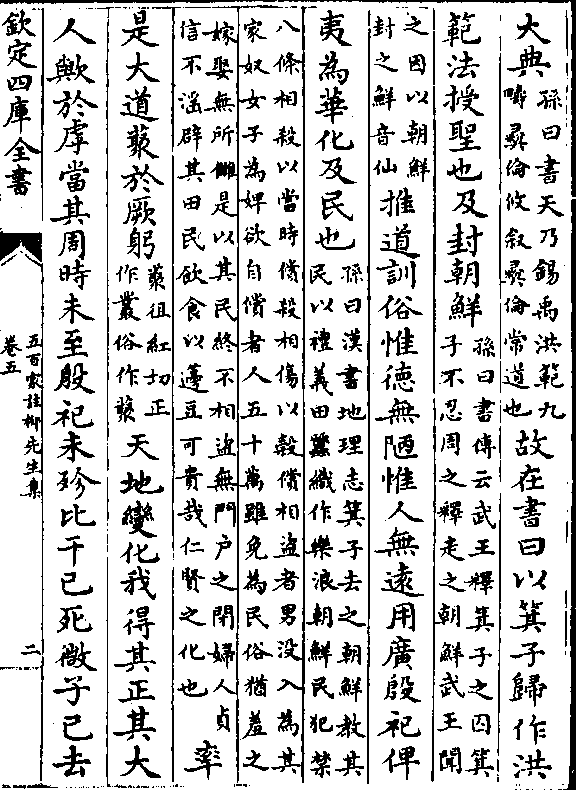 大典
孫曰書天乃錫禹洪範九
疇彞倫攸叙彞倫常道也
故在書曰以箕子歸作洪
範法授聖也及封朝鮮
孫曰書傳云武王釋箕子之囚箕
子不忍周之釋走之朝鮮武王聞
之因以朝鮮
封之鮮音仙
推道訓俗惟德無陋惟人無遠用廣殷祀俾
夷為華化及民也
孫曰漢書地理志箕子去之朝鮮教其
民以禮義田蠶織作樂浪朝鮮民犯禁
八條相殺以當時償殺相傷以穀償相盜者男没入為其
家奴女子為婢欲自償者人五十萬雖免為民俗猶羞之
嫁娶無所讎是以其民終不相盜無門户之閉婦人貞
信不滛辟其田民飲食以籩豆可貴哉仁賢之化也
率
是大道藂於厥躬
藂徂紅切正
作叢俗作藂
天地變化我得其正其大
人歟於虖當其周時未至殷祀未殄比干已死微子已去
欽定四庫全書
五百家註柳先生集
卷五
二